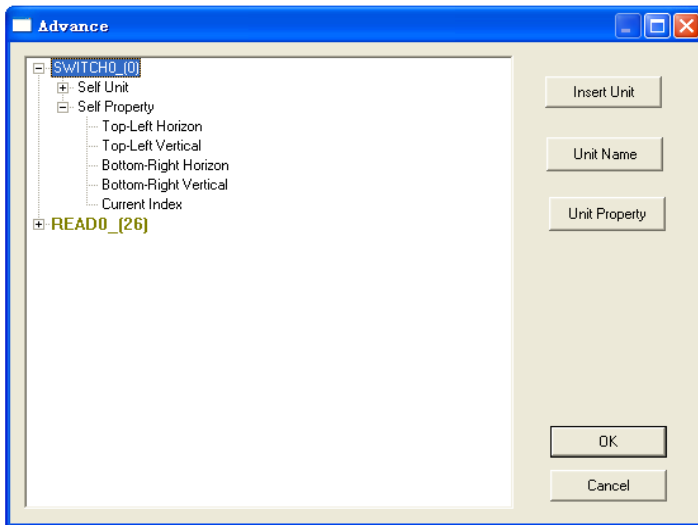 Advance
SWITCH0_(0)
Self Unit
Self Property
Top-Left Horizon
Top-Left Vertical
Bottom-Right Horizon
Bottom-Right Vertical
Current Index
READ0_(26)
Insert Unit
Unit Name
Unit Property
OK
Cancel